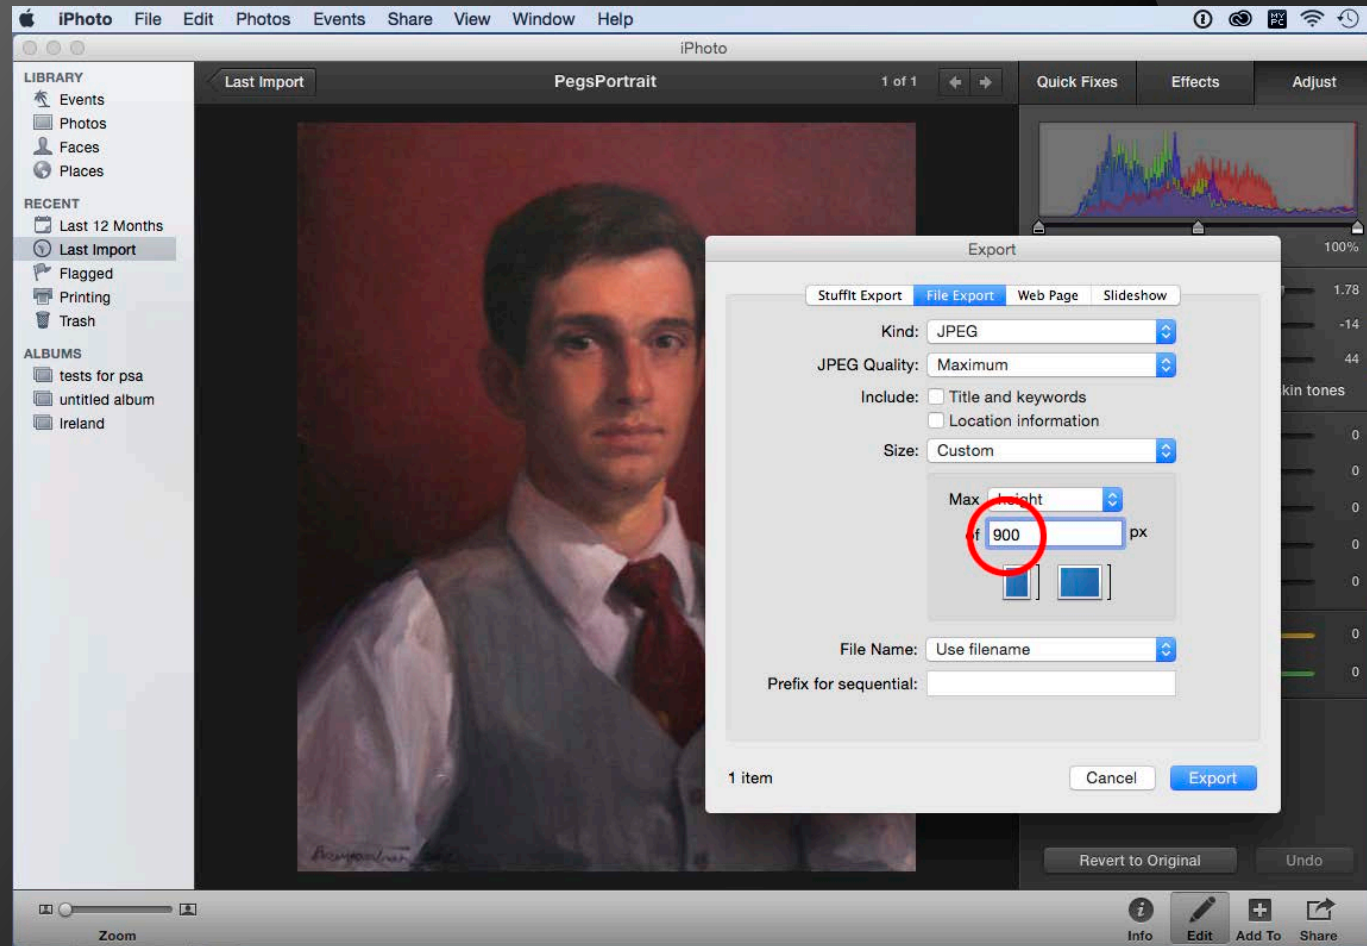 iPhoto File Edit Photos Events Share View Window Help MY PC
iPhoto
LIBRARY
Events
Photos
Faces
Places
RECENT
Last 12 Months
Last Import
Flagged
Printing
Trash
ALBUMS
tests for psa
untitled album
Ireland
Last Import PegsPortrait 1 of 1
Quick Fixes Effects Adjust
100%
1.78
-14
44
kin tones
0
0
0
0
0
0
0
Export
StuffIt Export File Export Web Page Slideshow
Kind: JPEG
JPEG Quality: Maximum
Include: Title and keywords
Location information
Size: Custom
Max height
of 900 px
File Name: Use filename
Prefix for sequential:
1 item Cancel Export
Revert to Original Undo
Zoom Info Edit Add To Share